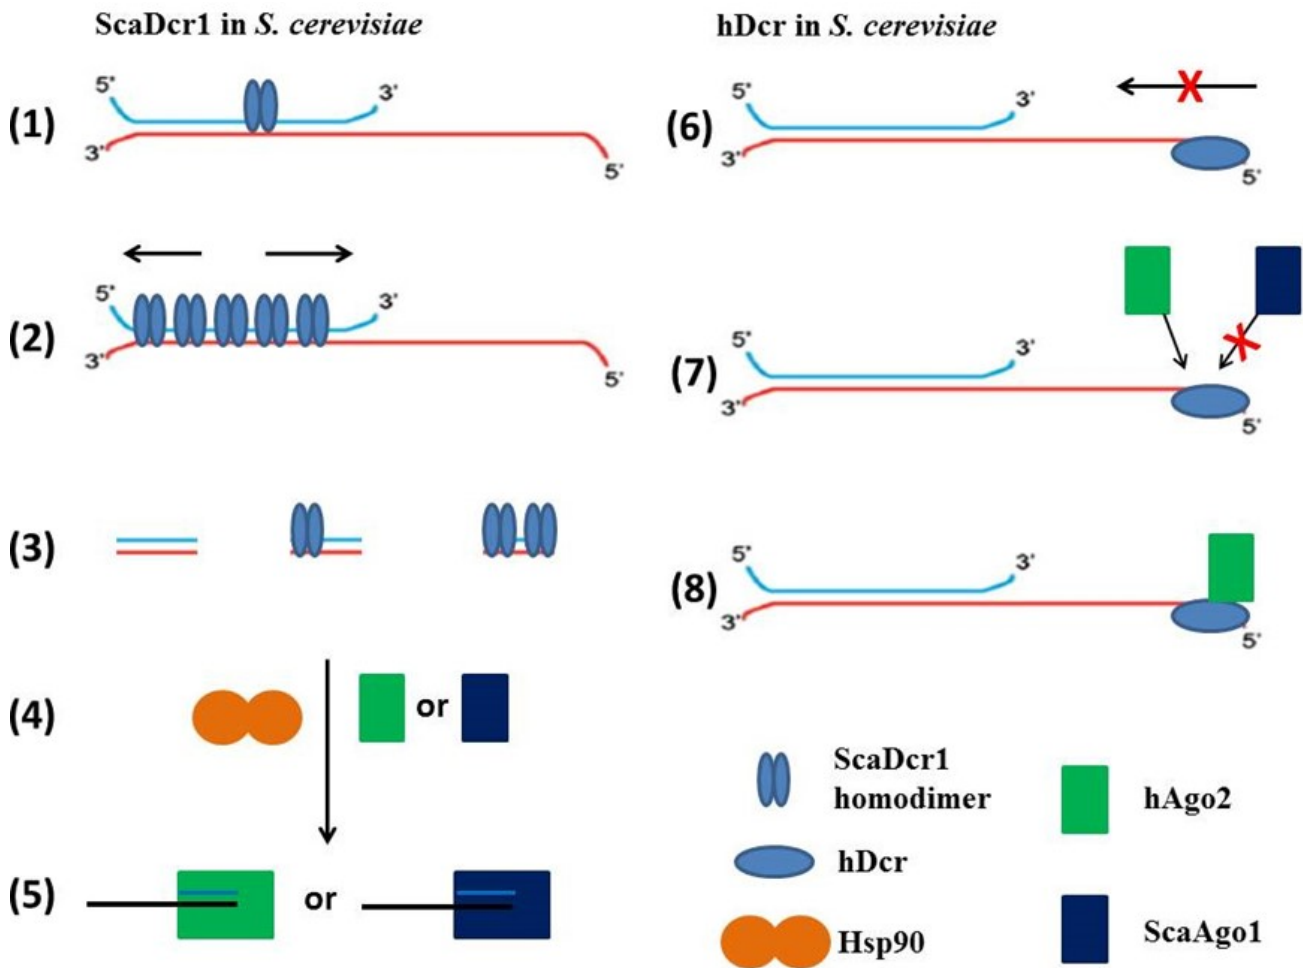 ScaDcr1 in S. cerevisiae
(1)
5'
3'
3'
5'
(2)
5'
3'
3'
5'
(3)
(4)
or
(5)
or
hDcr in S. cerevisiae
(6)
5'
3'
3'
5'
(7)
5'
3'
3'
5'
(8)
5'
3'
3'
5'
ScaDcr1
homodimer
hDcr
Hsp90
hAgo2
ScaAgo1